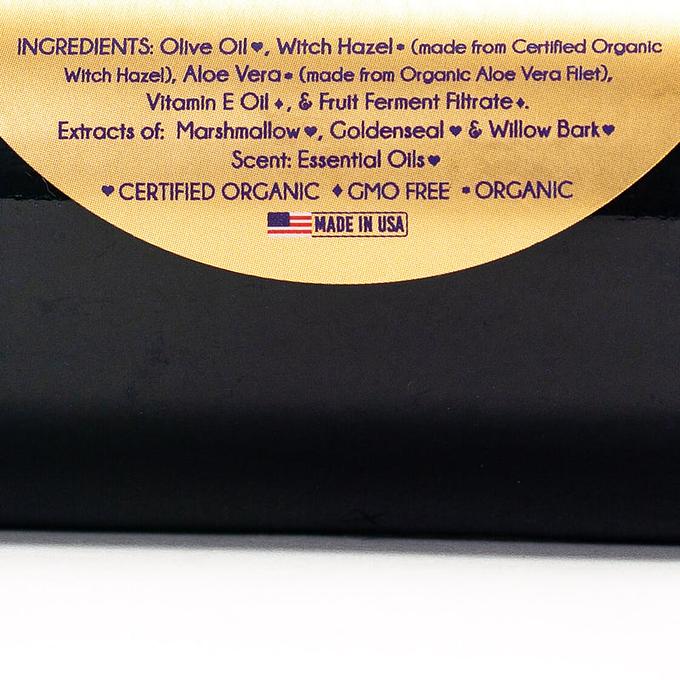 INGREDIENTS: Olive Oil♥, Witch Hazel▪ (made from Certified Organic
Witch Hazel), Aloe Vera▪ (made from Organic Aloe Vera Filet),
Vitamin E Oil♦, & Fruit Ferment Filtrate♦.
Extracts of: Marshmallow♥, Goldenseal ♥ & Willow Bark♥
Scent: Essential Oils♥
♥CERTIFIED ORGANIC ♦GMO FREE ▪ORGANIC
MADE IN USA